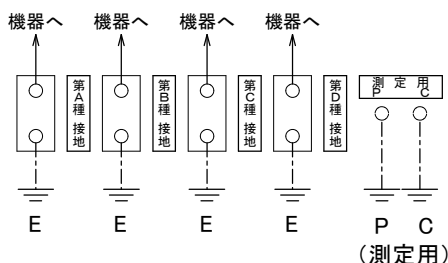 機器へ 機器へ 機器へ 機器へ
第A種 接地
第B種 接地
第C種 接地
第D種 接地
測 定 用
P C
E E E E P C
(測定用)